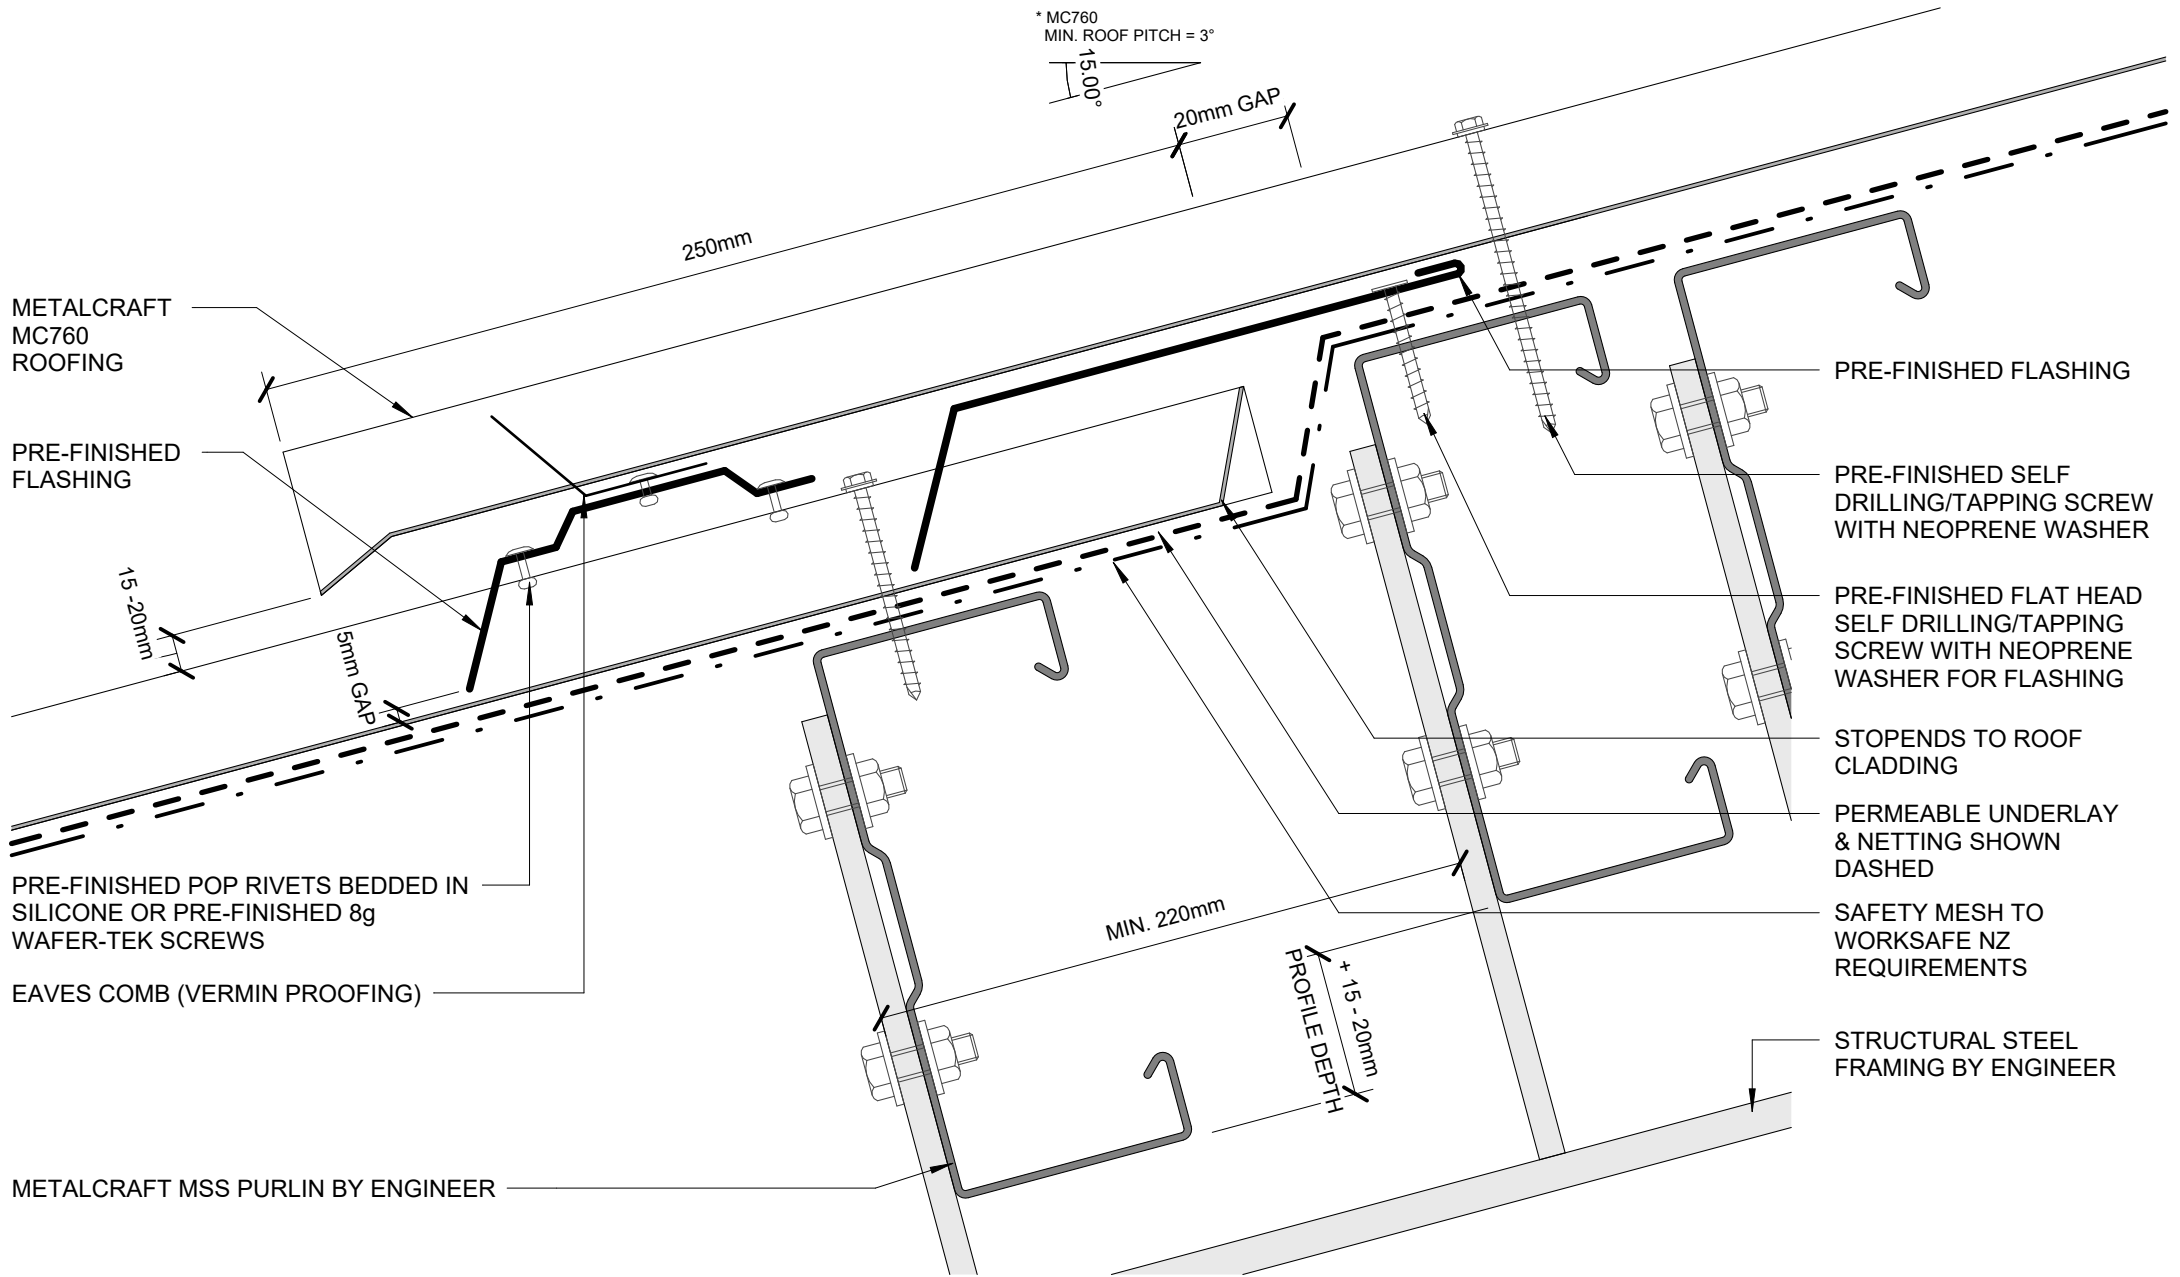 * MC760
MIN. ROOF PITCH = 3°
15.00°
20mm GAP
250mm
METALCRAFT
MC760
ROOFING
PRE-FINISHED
FLASHING
15 -20mm
5mm GAP
PRE-FINISHED POP RIVETS BEDDED IN
SILICONE OR PRE-FINISHED 8g
WAFER-TEK SCREWS
EAVES COMB (VERMIN PROOFING)
METALCRAFT MSS PURLIN BY ENGINEER
MIN. 220mm
PROFILE DEPTH
+ 15 - 20mm
PRE-FINISHED FLASHING
PRE-FINISHED SELF
DRILLING/TAPPING SCREW
WITH NEOPRENE WASHER
PRE-FINISHED FLAT HEAD
SELF DRILLING/TAPPING
SCREW WITH NEOPRENE
WASHER FOR FLASHING
STOPENDS TO ROOF
CLADDING
PERMEABLE UNDERLAY
& NETTING SHOWN
DASHED
SAFETY MESH TO
WORKSAFE NZ
REQUIREMENTS
STRUCTURAL STEEL
FRAMING BY ENGINEER